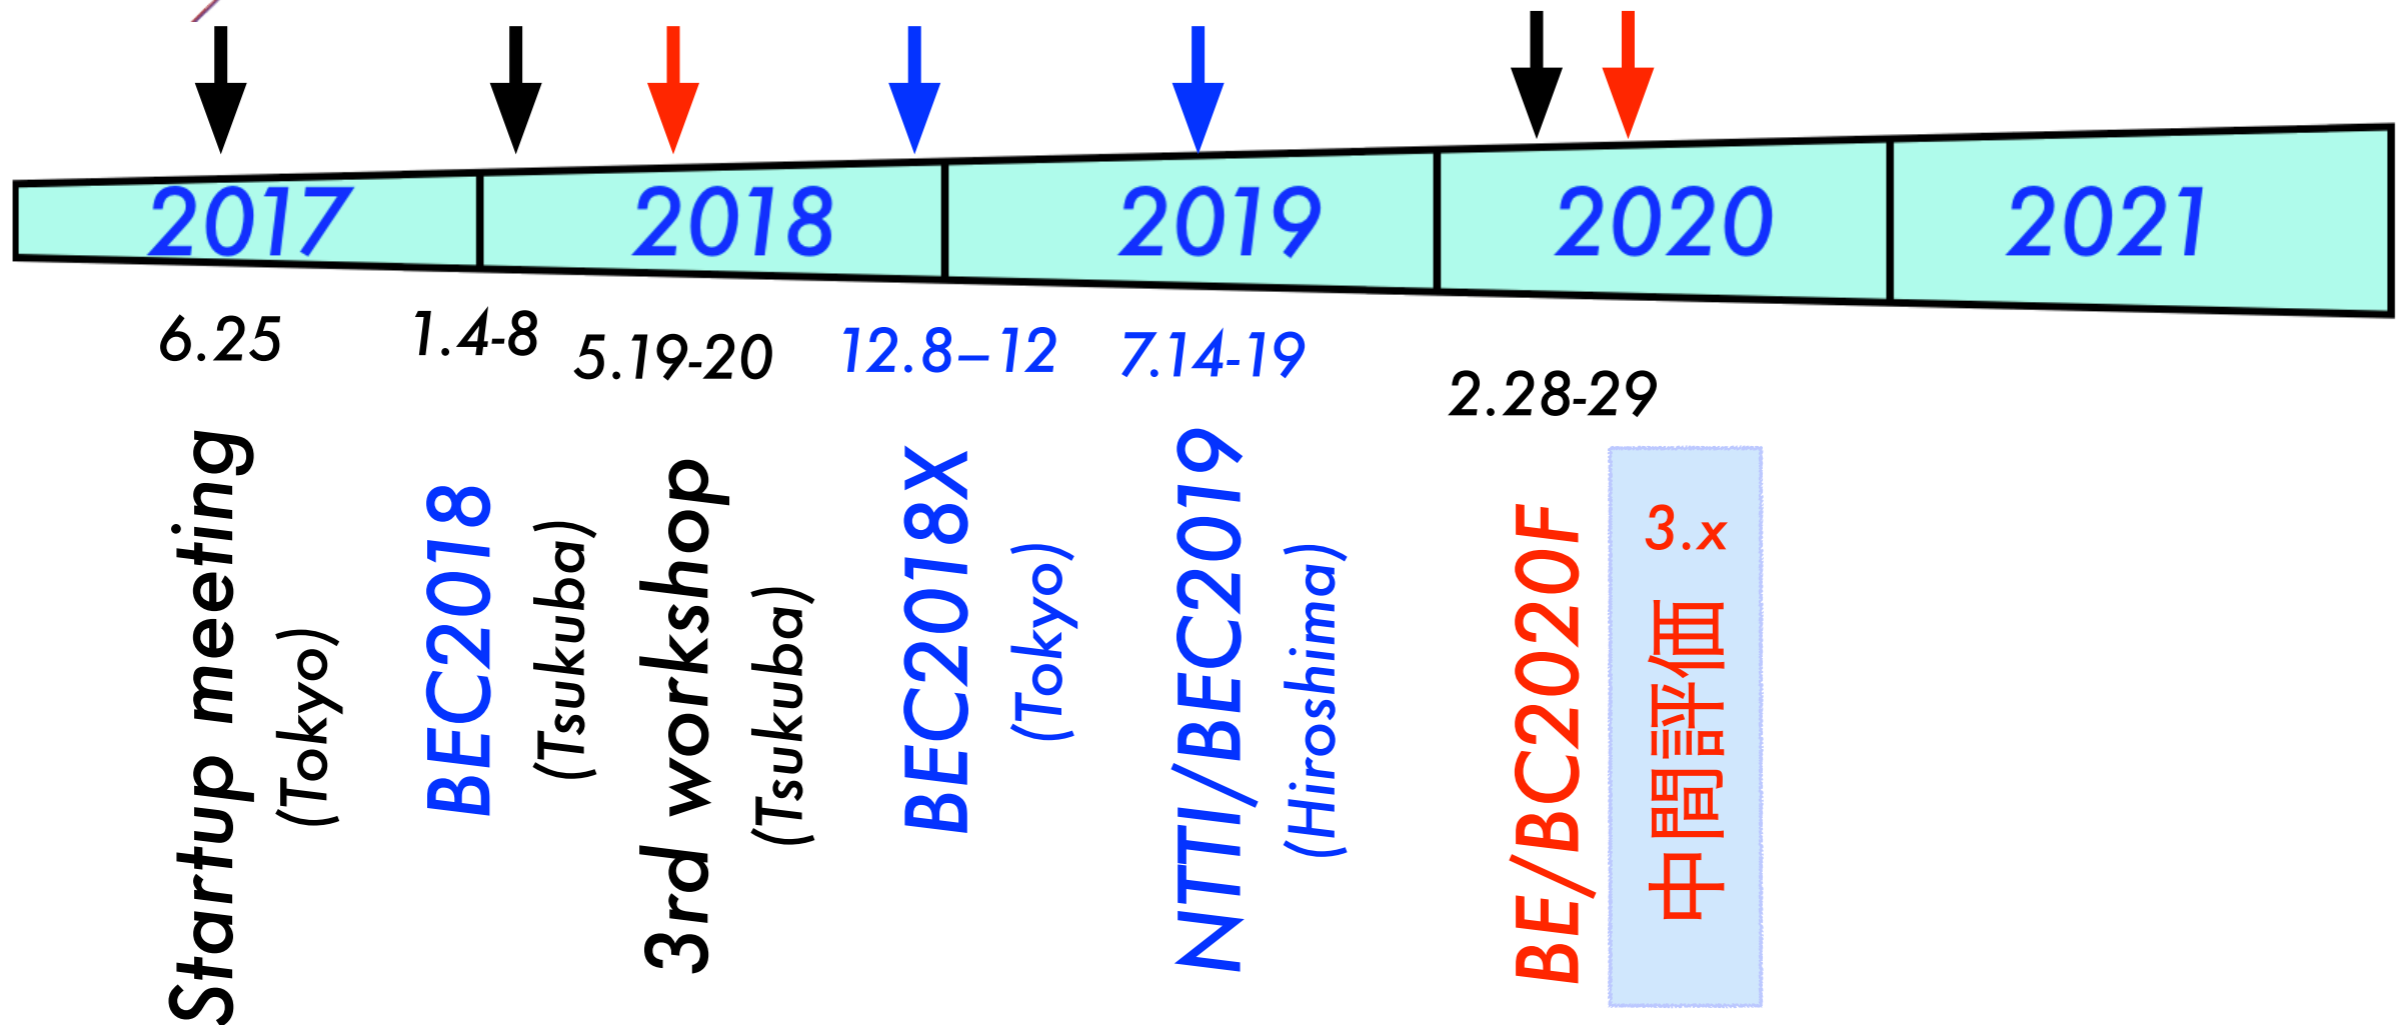 2017
2018
2019
2020
2021
6.25
1.4-8
5.19-20
12.8–12
7.14-19
2.28-29
Startup meeting
(Tokyo)
BEC2018
(Tsukuba)
3rd workshop
(Tsukuba)
BEC2018X
(Tokyo)
NTTI/BEC2019
(Hiroshima)
BE/BC2020F
3.x
中間評価